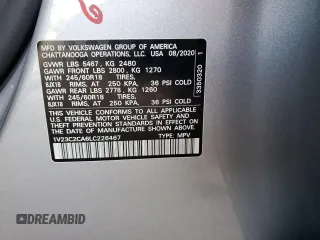 MFD. BY VOLKSWAGEN GROUP OF AMERICA
CHATTANOOGA OPERATIONS, LLC. USA 08/2020
GVWR LBS 5467, KG 2480
GAWR FRONT LBS 2800, KG 1270
WITH 245/60R18 TIRES,
8JX18 RIMS, AT 250 KPA, 36 PSI COLD
GAWR REAR LBS 2778, KG 1260
WITH 245/60R18 TIRES,
8JX18 RIMS, AT 250 KPA, 36 PSI COLD
THIS VEHICLE CONFORMS TO ALL APPLICABLE
U.S. FEDERAL MOTOR VEHICLE SAFETY
STANDARDS IN EFFECT ON THE DATE OF
MANUFACTURE SHOWN ABOVE.
1V23C2CA6LC226467 TYPE: MPV
3360320 1
DREAMBID